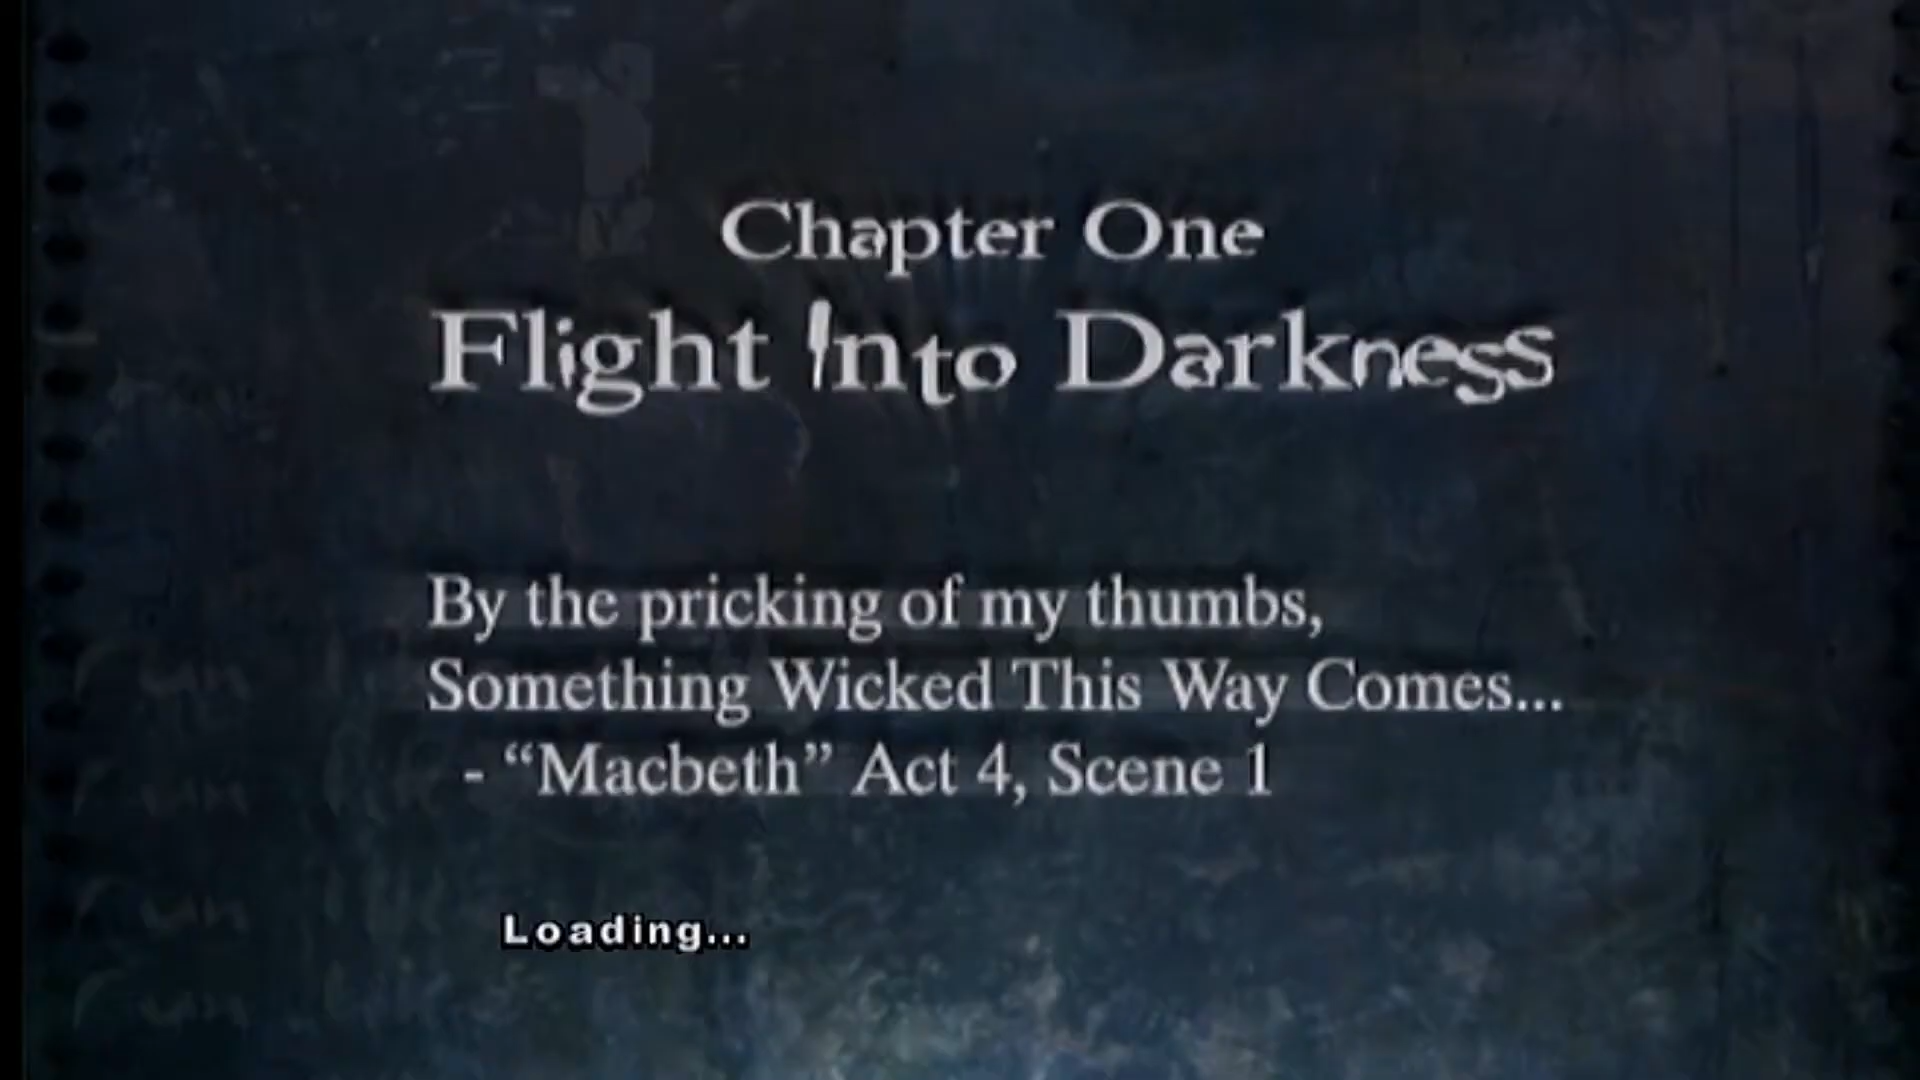 Chapter One
Flight Into Darkness
By the pricking of my thumbs,
Something Wicked This Way Comes...
- “Macbeth” Act 4, Scene 1
Loading...